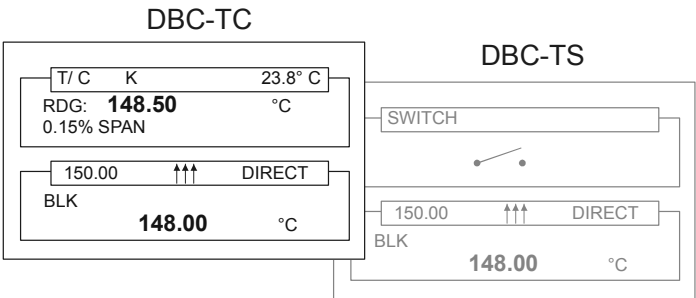 DBC-TC
T/ C K 23.8° C
RDG: 148.50 °C
0.15% SPAN
150.00 DIRECT
BLK
148.00 °C
DBC-TS
SWITCH
150.00 DIRECT
BLK
148.00 °C